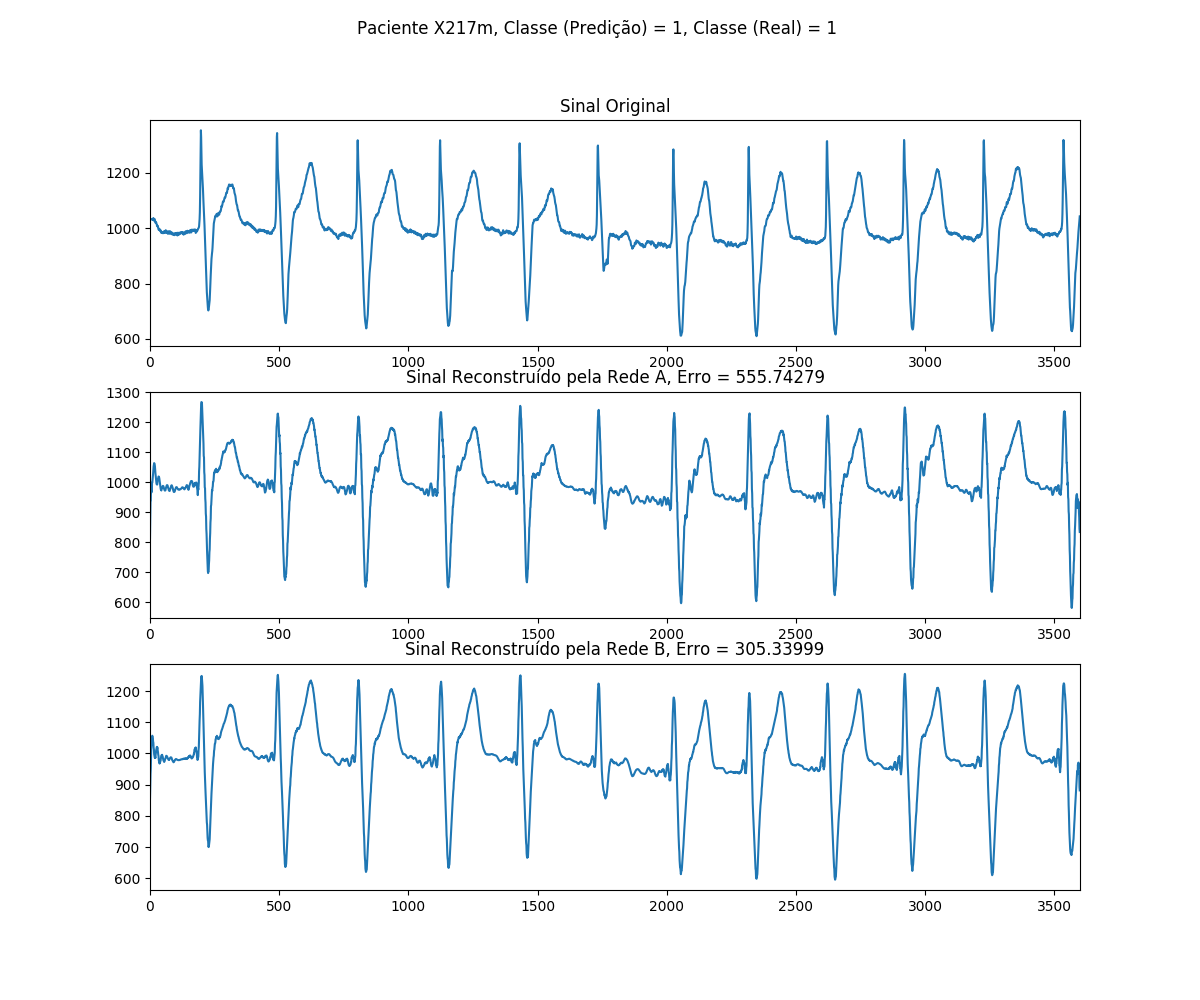 Paciente X217m, Classe (Predição) = 1, Classe (Real) = 1
Sinal Original
1200
1000
800
600
0 500 1000 1500 2000 2500 3000 3500
Sinal Reconstruído pela Rede A, Erro = 555.74279
1300
1200
1100
1000
900
800
700
600
0 500 1000 1500 2000 2500 3000 3500
Sinal Reconstruído pela Rede B, Erro = 305.33999
1200
1100
1000
900
800
700
600
0 500 1000 1500 2000 2500 3000 3500